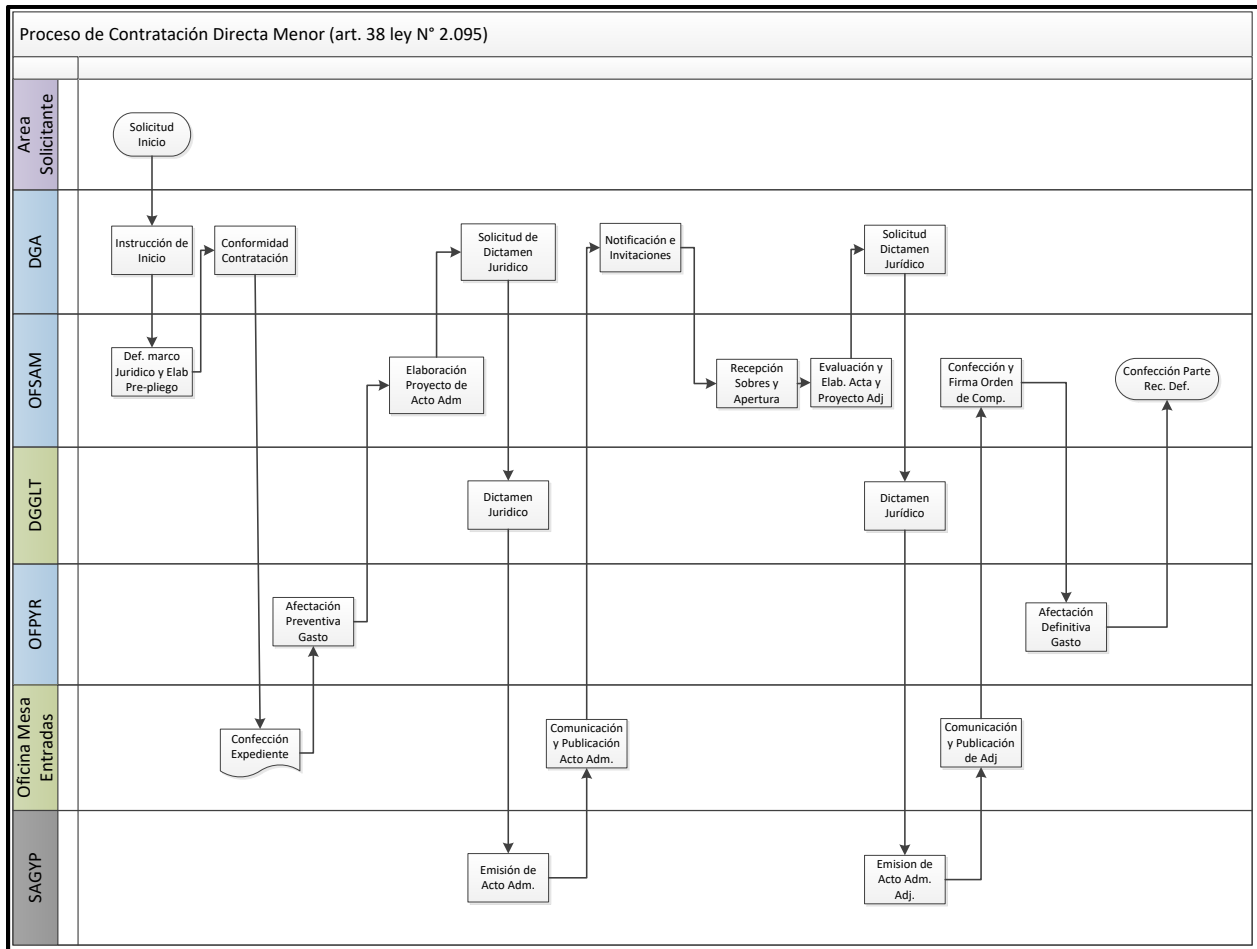 Proceso de Contratación Directa Menor (art. 38 ley N° 2.095)
Area
Solicitante
Solicitud
Inicio
DGA
Instrucción de
Inicio
Conformidad
Contratación
Solicitud de
Dictamen
Juridico
Notificación e
Invitaciones
Solicitud
Dictamen
Jurídico
OFSAM
Def. marco
Juridico y Elab
Pre-pliego
Elaboración
Proyecto de
Acto Adm
Recepción
Sobres y
Apertura
Evaluación y
Elab. Acta y
Proyecto Adj
Confección y
Firma Orden
de Comp.
Confección Parte
Rec. Def.
DGGLT
Dictamen
Juridico
Dictamen
Jurídico
OFPYR
Afectación
Preventiva
Gasto
Afectación
Definitiva
Gasto
Oficina Mesa
Entradas
Confección
Expediente
Comunicación
y Publicación
Acto Adm.
Comunicación
y Publicación
de Adj
SAGYP
Emisión de
Acto Adm.
Emision de
Acto Adm.
Adj.